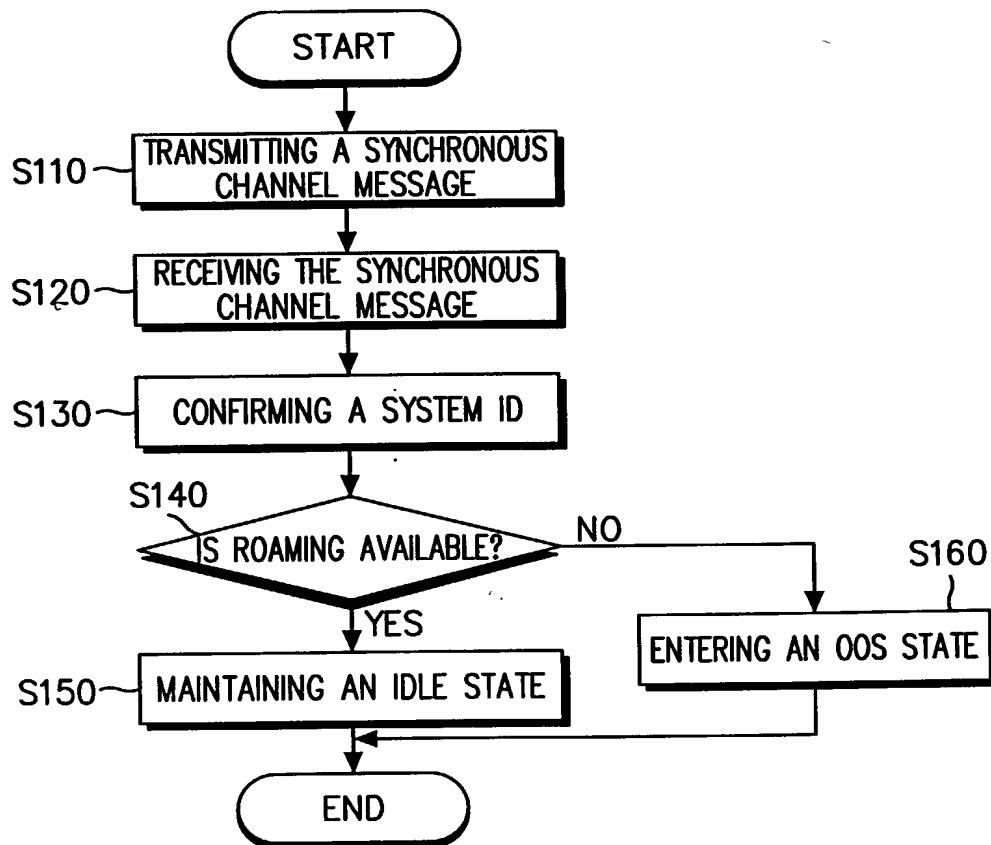 START
S110
TRANSMITTING A SYNCHRONOUS
CHANNEL MESSAGE
S120
RECEIVING THE SYNCHRONOUS
CHANNEL MESSAGE
S130
CONFIRMING A SYSTEM ID
S140
IS ROAMING AVAILABLE?
NO
YES
S160
ENTERING AN OOS STATE
S150
MAINTAINING AN IDLE STATE
END